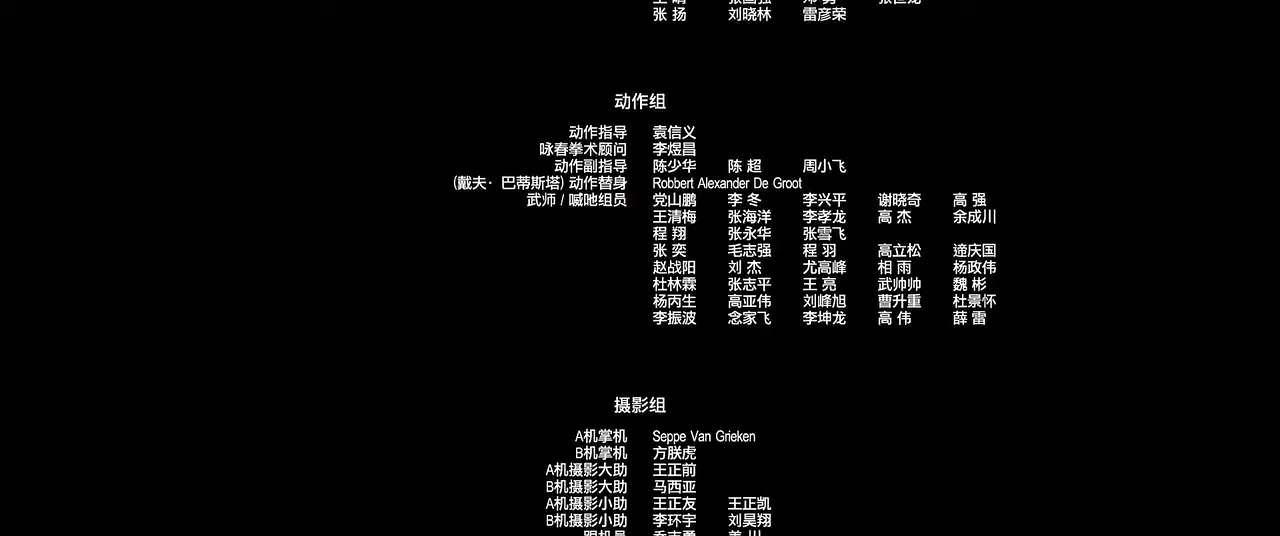 张 扬 刘晓林 雷彦荣
动作组
动作指导 袁信义
咏春拳术顾问 李煜昌
动作副指导 陈少华 陈 超 周小飞
(戴夫· 巴蒂斯塔) 动作替身 Robbert Alexander De Groot
武师 / 喊吔组员 党山鹏 李 冬 李兴平 谢晓奇 高 强
王清梅 张海洋 李孝龙 高 杰 余成川
程 翔 张永华 张雪飞
张 奕 毛志强 程 羽 高立松 遆庆国
赵战阳 刘 杰 尤高峰 相 雨 杨政伟
杜林霖 张志平 王 亮 武帅帅 魏 彬
杨丙生 高亚伟 刘峰旭 曹升重 杜景怀
李振波 念家飞 李坤龙 高 伟 薛 雷
摄影组
A机掌机 Seppe Van Grieken
B机掌机 方朕虎
A机摄影大助 王正前
B机摄影大助 马西亚
A机摄影小助 王正友 王正凯
B机摄影小助 李环宇 刘昊翔